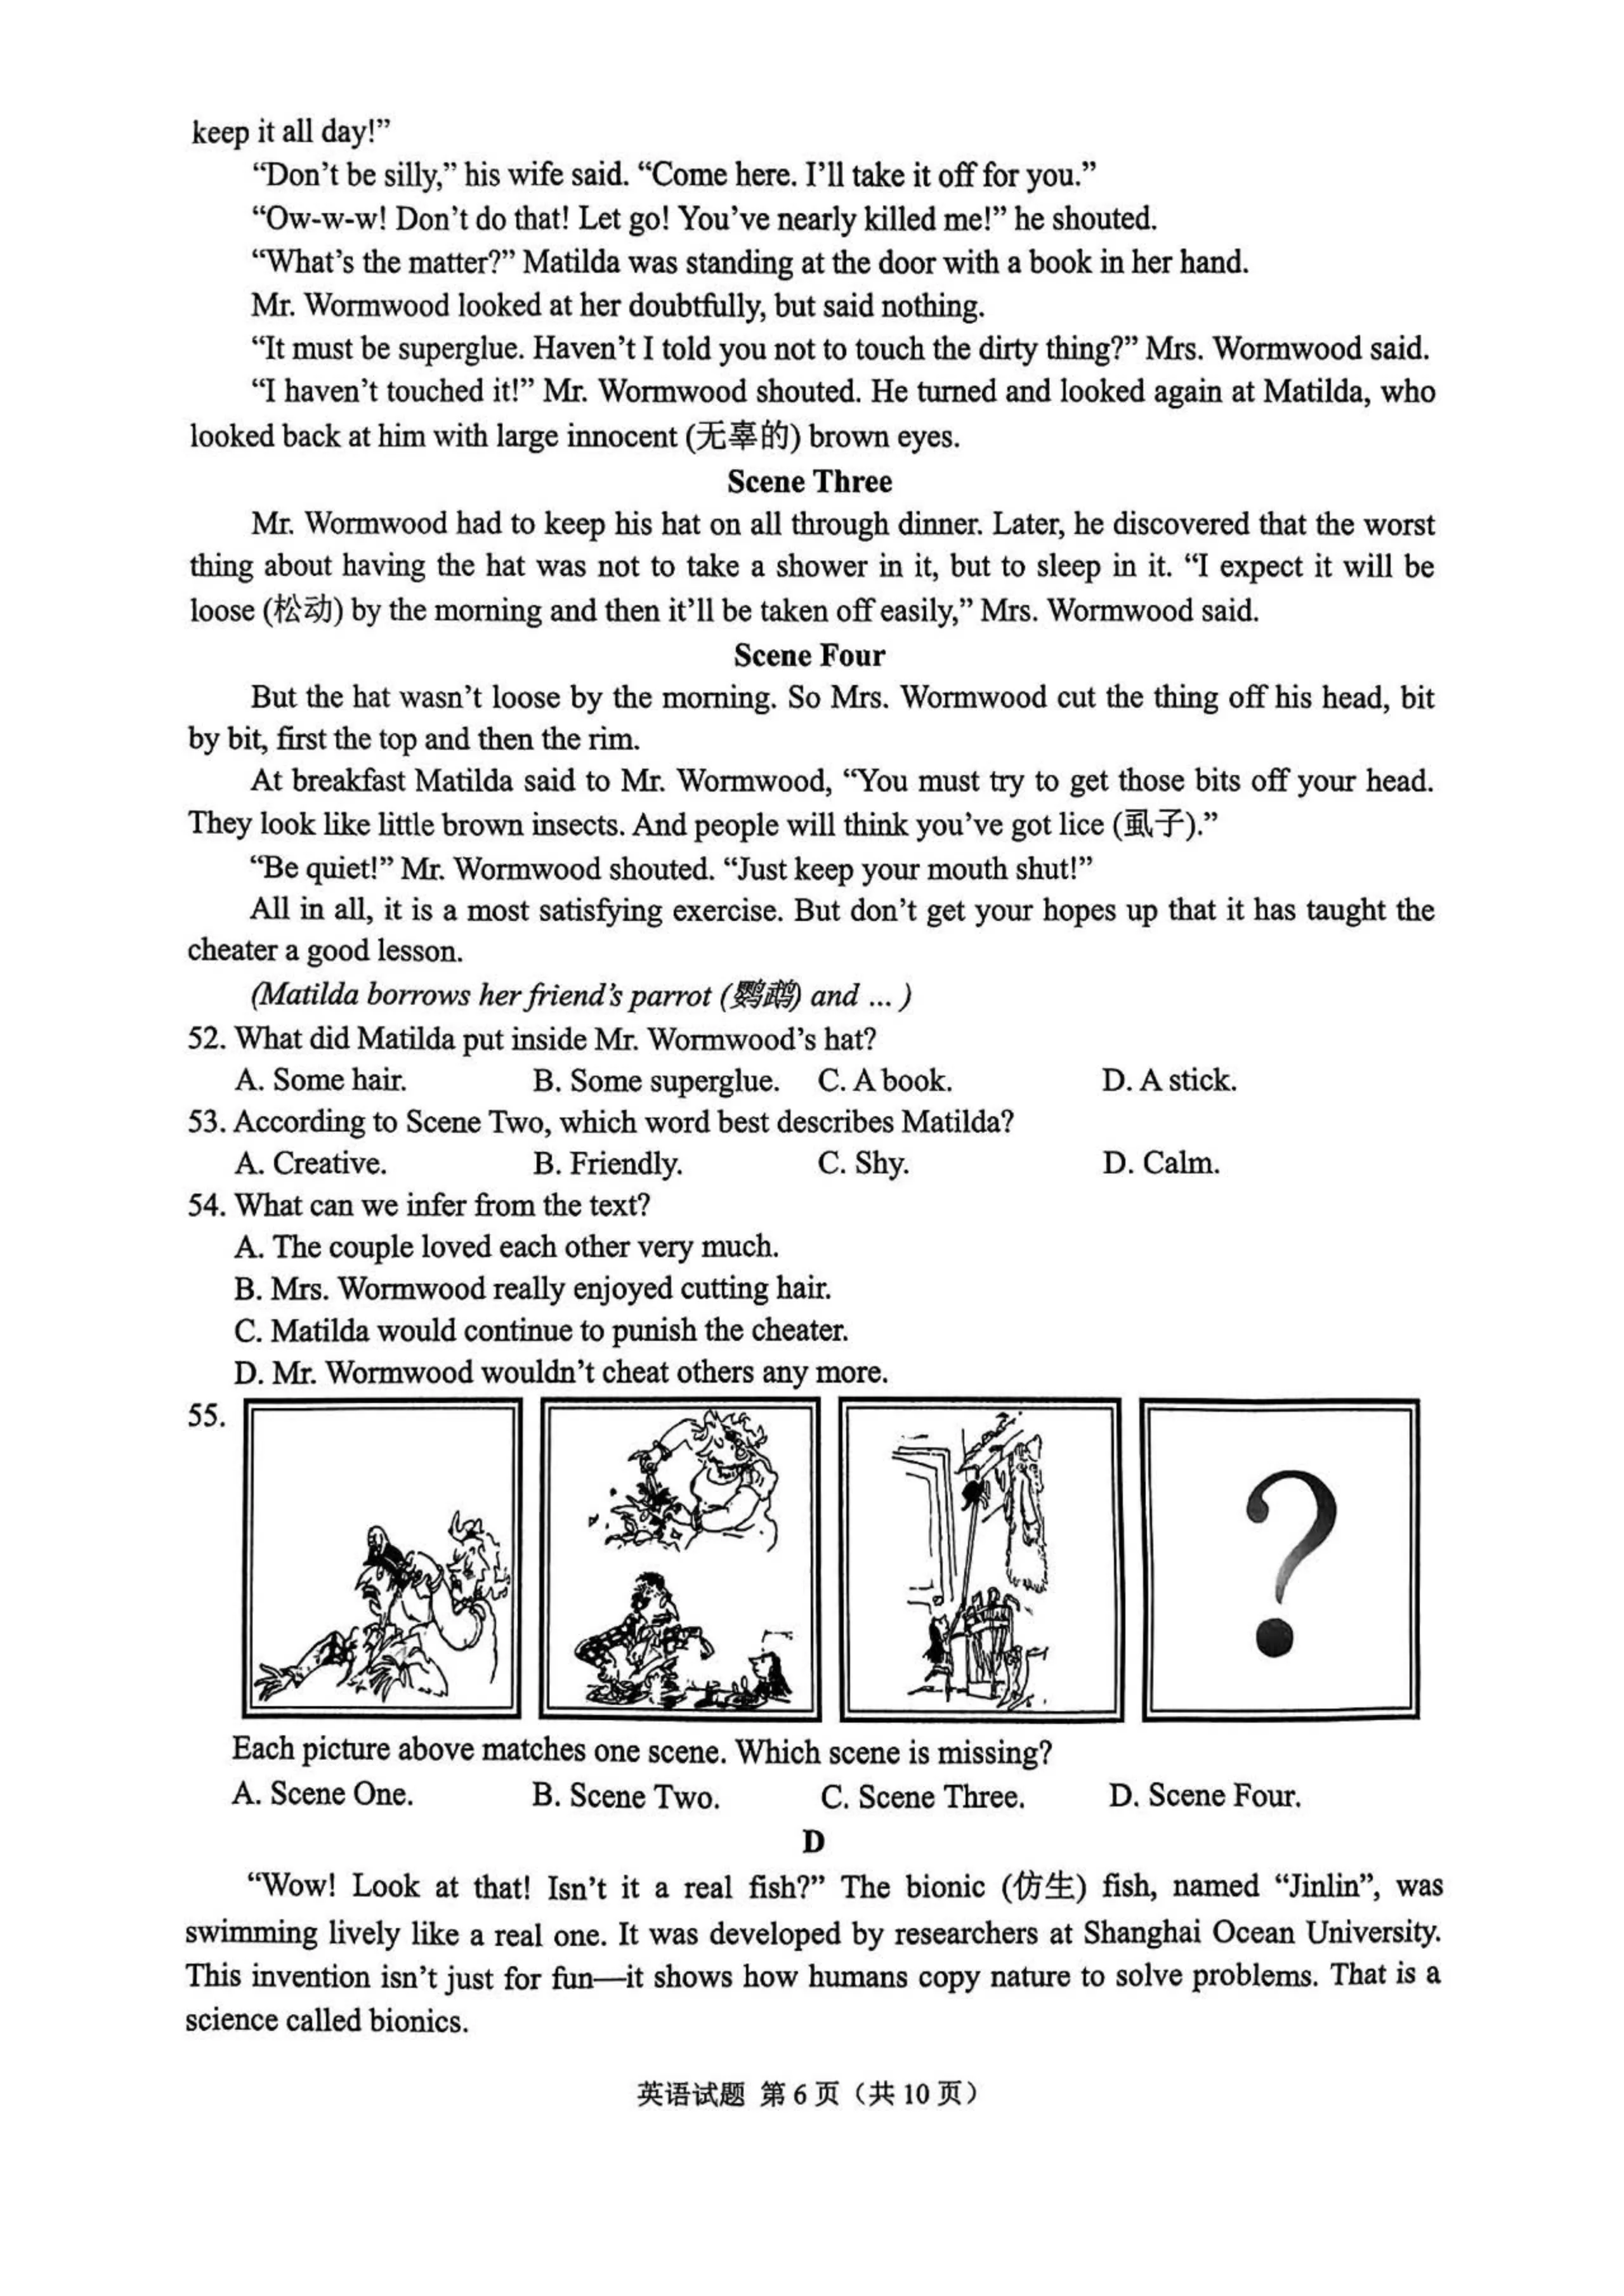 keep it all day!”
“Don’t be silly,” his wife said. “Come here. I’ll take it off for you.”
“Ow-w-w! Don’t do that! Let go! You’ve nearly killed me!” he shouted.
“What’s the matter?” Matilda was standing at the door with a book in her hand.
Mr. Wormwood looked at her doubtfully, but said nothing.
“It must be superglue. Haven’t I told you not to touch the dirty thing?” Mrs. Wormwood said.
“I haven’t touched it!” Mr. Wormwood shouted. He turned and looked again at Matilda, who
looked back at him with large innocent (无辜的) brown eyes.
Scene Three
Mr. Wormwood had to keep his hat on all through dinner. Later, he discovered that the worst
thing about having the hat was not to take a shower in it, but to sleep in it. “I expect it will be
loose (松动) by the morning and then it’ll be taken off easily,” Mrs. Wormwood said.
Scene Four
But the hat wasn’t loose by the morning. So Mrs. Wormwood cut the thing off his head, bit
by bit, first the top and then the rim.
At breakfast Matilda said to Mr. Wormwood, “You must try to get those bits off your head.
They look like little brown insects. And people will think you’ve got lice (虱子).”
“Be quiet!” Mr. Wormwood shouted. “Just keep your mouth shut!”
All in all, it is a most satisfying exercise. But don’t get your hopes up that it has taught the
cheater a good lesson.
(Matilda borrows her friend’s parrot (鹦鹉) and ... )
52. What did Matilda put inside Mr. Wormwood’s hat?
A. Some hair. B. Some superglue. C. A book. D. A stick.
53. According to Scene Two, which word best describes Matilda?
A. Creative. B. Friendly. C. Shy. D. Calm.
54. What can we infer from the text?
A. The couple loved each other very much.
B. Mrs. Wormwood really enjoyed cutting hair.
C. Matilda would continue to punish the cheater.
D. Mr. Wormwood wouldn’t cheat others any more.
55.
?
Each picture above matches one scene. Which scene is missing?
A. Scene One. B. Scene Two. C. Scene Three. D. Scene Four.
D
“Wow! Look at that! Isn’t it a real fish?” The bionic (仿生) fish, named “Jinlin”, was
swimming lively like a real one. It was developed by researchers at Shanghai Ocean University.
This invention isn’t just for fun—it shows how humans copy nature to solve problems. That is a
science called bionics.
英语试题 第 6 页（共 10 页）